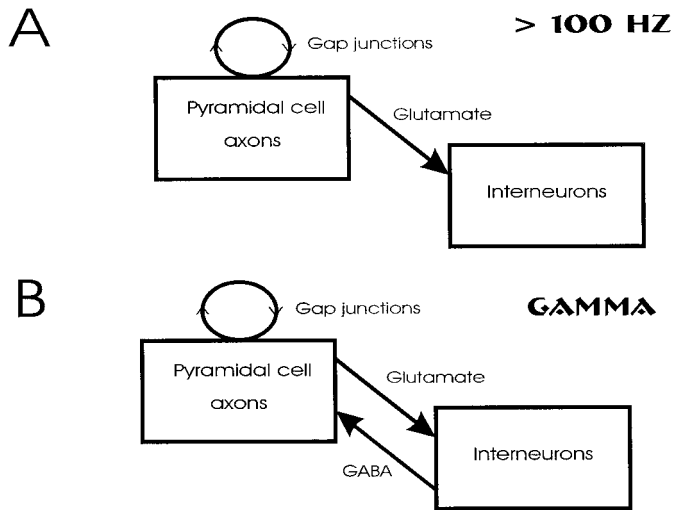 A
> 100 HZ
Gap junctions
Pyramidal cell
axons
Glutamate
Interneurons
B
GAMMA
Gap junctions
Pyramidal cell
axons
Glutamate
Interneurons
GABA